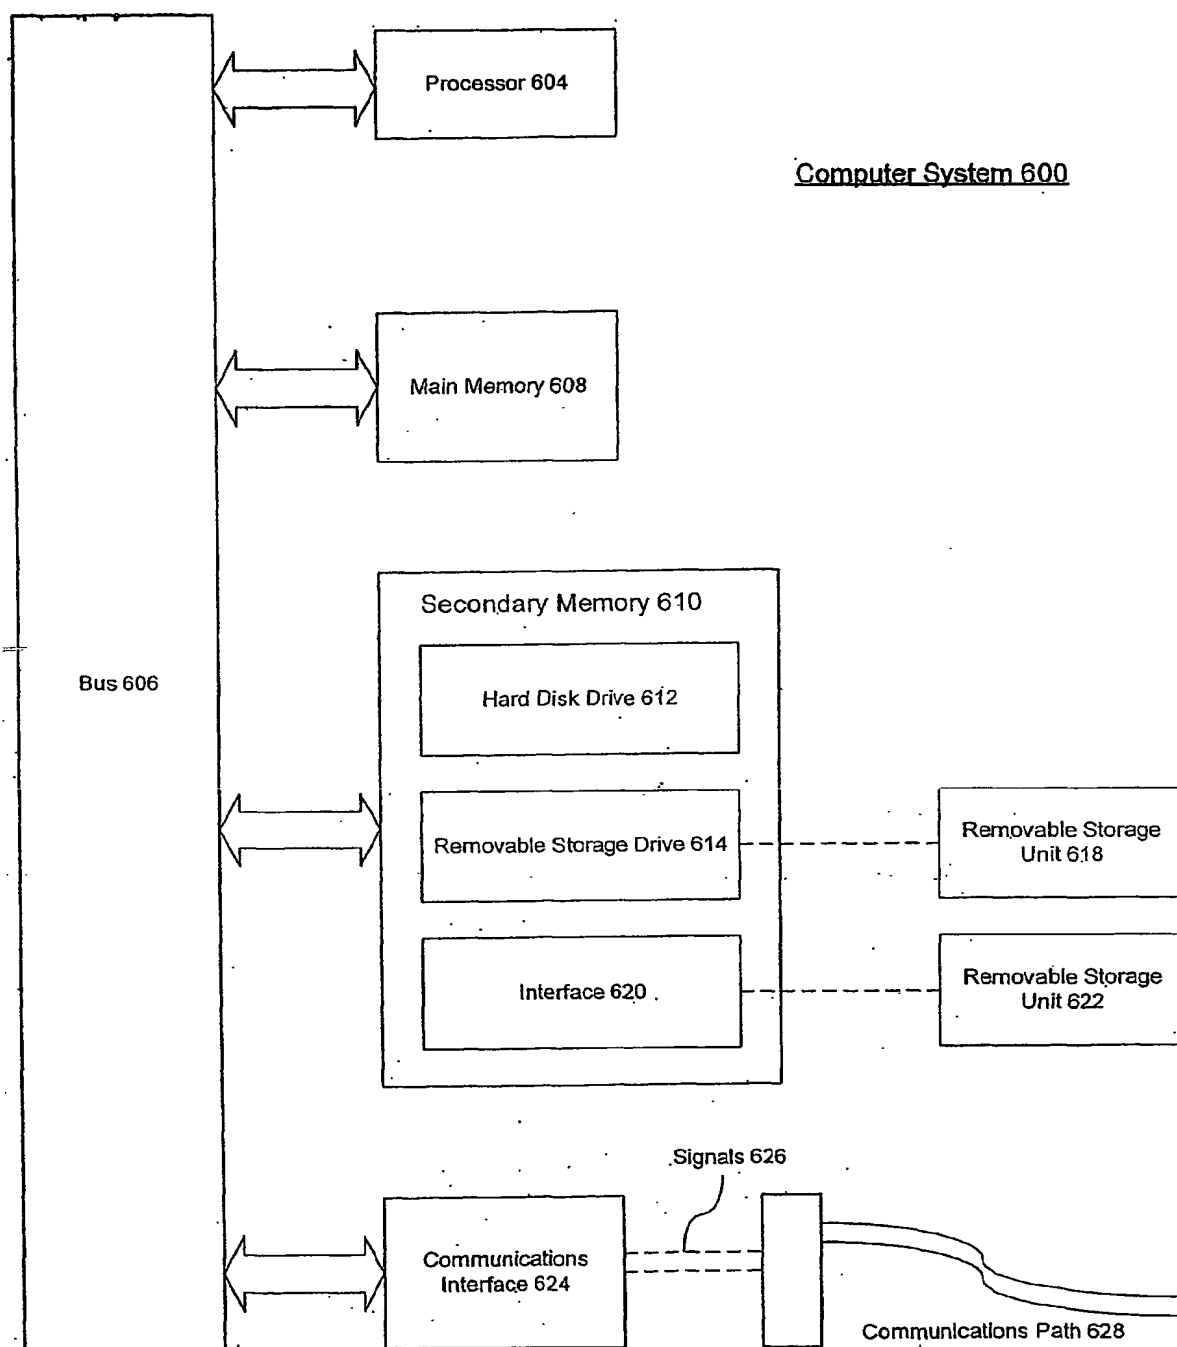 Processor 604
Computer System 600
Main Memory 608
Secondary Memory 610
Bus 606
Hard Disk Drive 612
Removable Storage Drive 614
Removable Storage
Unit 618
Interface 620
Removable Storage
Unit 622
Signals 626
Communications
Interface 624
Communications Path 628